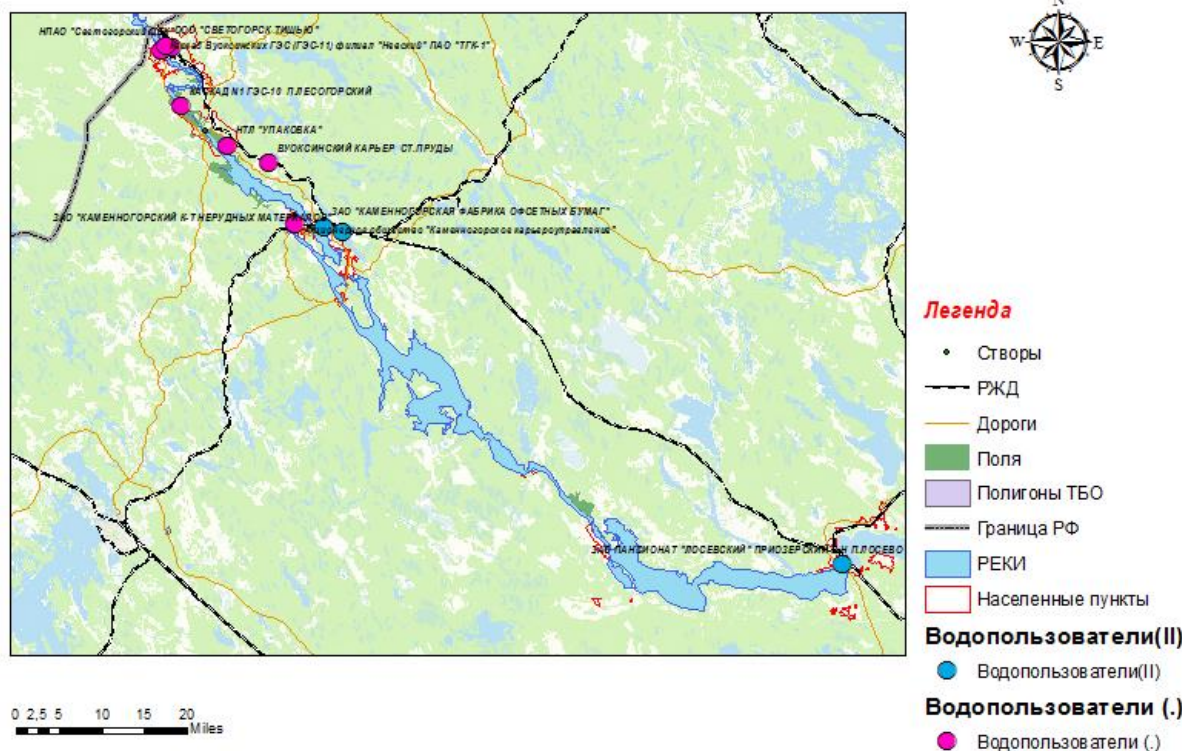 НПАО "Светогорский ЦБК"
ООО "СВЕТОГОРСК ТИШЬЮ"
Каскад Вуоксинских ГЭС (ГЭС-11) филиал "Невский" ПАО "ТГК-1"
КАСКАД N1 ГЭС-10 П.ЛЕСОГОРСКИЙ
НТЛ "УПАКОВКА"
ВУОКСИНСКИЙ КАРЬЕР СТ.ПРУДЫ
ЗАО "КАМЕННОГОРСКИЙ К-Т НЕРУДНЫХ МАТЕРИАЛОВ"
ЗАО "КАМЕННОГОРСКАЯ ФАБРИКА ОФСЕТНЫХ БУМАГ"
общество "Каменногорское карьероуправление"
ЗАО ПАНСИОНАТ "ЛОСЕВСКИЙ" ПРИОЗЕРСКИЙ Р-Н П.ЛОСЕВО
N
W E
S
Легенда
Створы
РЖД
Дороги
Поля
Полигоны ТБО
Граница РФ
РЕКИ
Населенные пункты
Водопользователи(II)
Водопользователи(II)
Водопользователи (.)
Водопользователи (.)
0 2,5 5 10 15 20
Miles